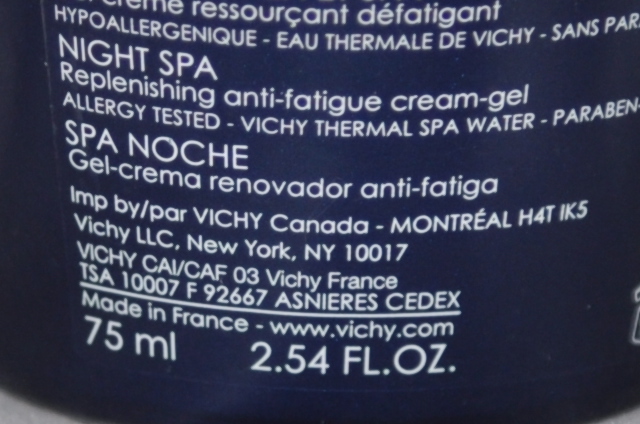 crème ressourçant défatigant
HYPOALLERGENIQUE - EAU THERMALE DE VICHY - SANS PAR
NIGHT SPA
Replenishing anti-fatigue cream-gel
ALLERGY TESTED - VICHY THERMAL SPA WATER - PARABEN-
SPA NOCHE
Gel-crema renovador anti-fatiga
Imp by/par VICHY Canada - MONTRÉAL H4T IK5
Vichy LLC, New York, NY 10017
VICHY CAI/CAF 03 Vichy France
TSA 10007 F 92667 ASNIERES CEDEX
Made in France - www.vichy.com
75 ml 2.54 FL.OZ.